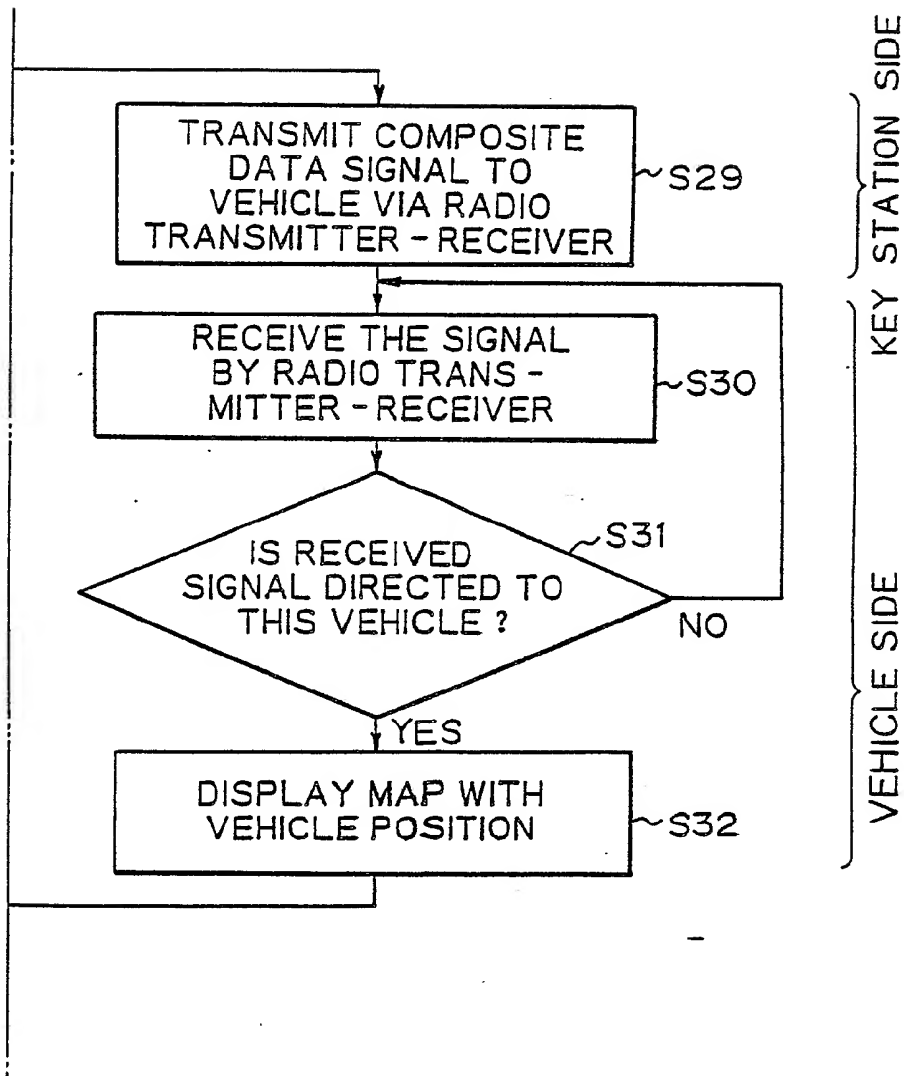 TRANSMIT COMPOSITE
DATA SIGNAL TO
VEHICLE VIA RADIO
TRANSMITTER - RECEIVER
S29
KEY STATION SIDE
RECEIVE THE SIGNAL
BY RADIO TRANS -
MITTER - RECEIVER
S30
IS RECEIVED
SIGNAL DIRECTED TO
THIS VEHICLE ?
S31
NO
YES
VEHICLE SIDE
DISPLAY MAP WITH
VEHICLE POSITION
S32